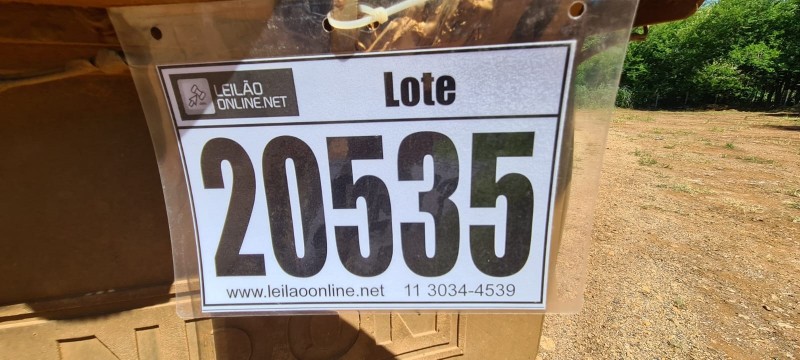 LEILÃO
ONLINE.NET
Lote
20535
www.leilaoonline.net 11 3034-4539